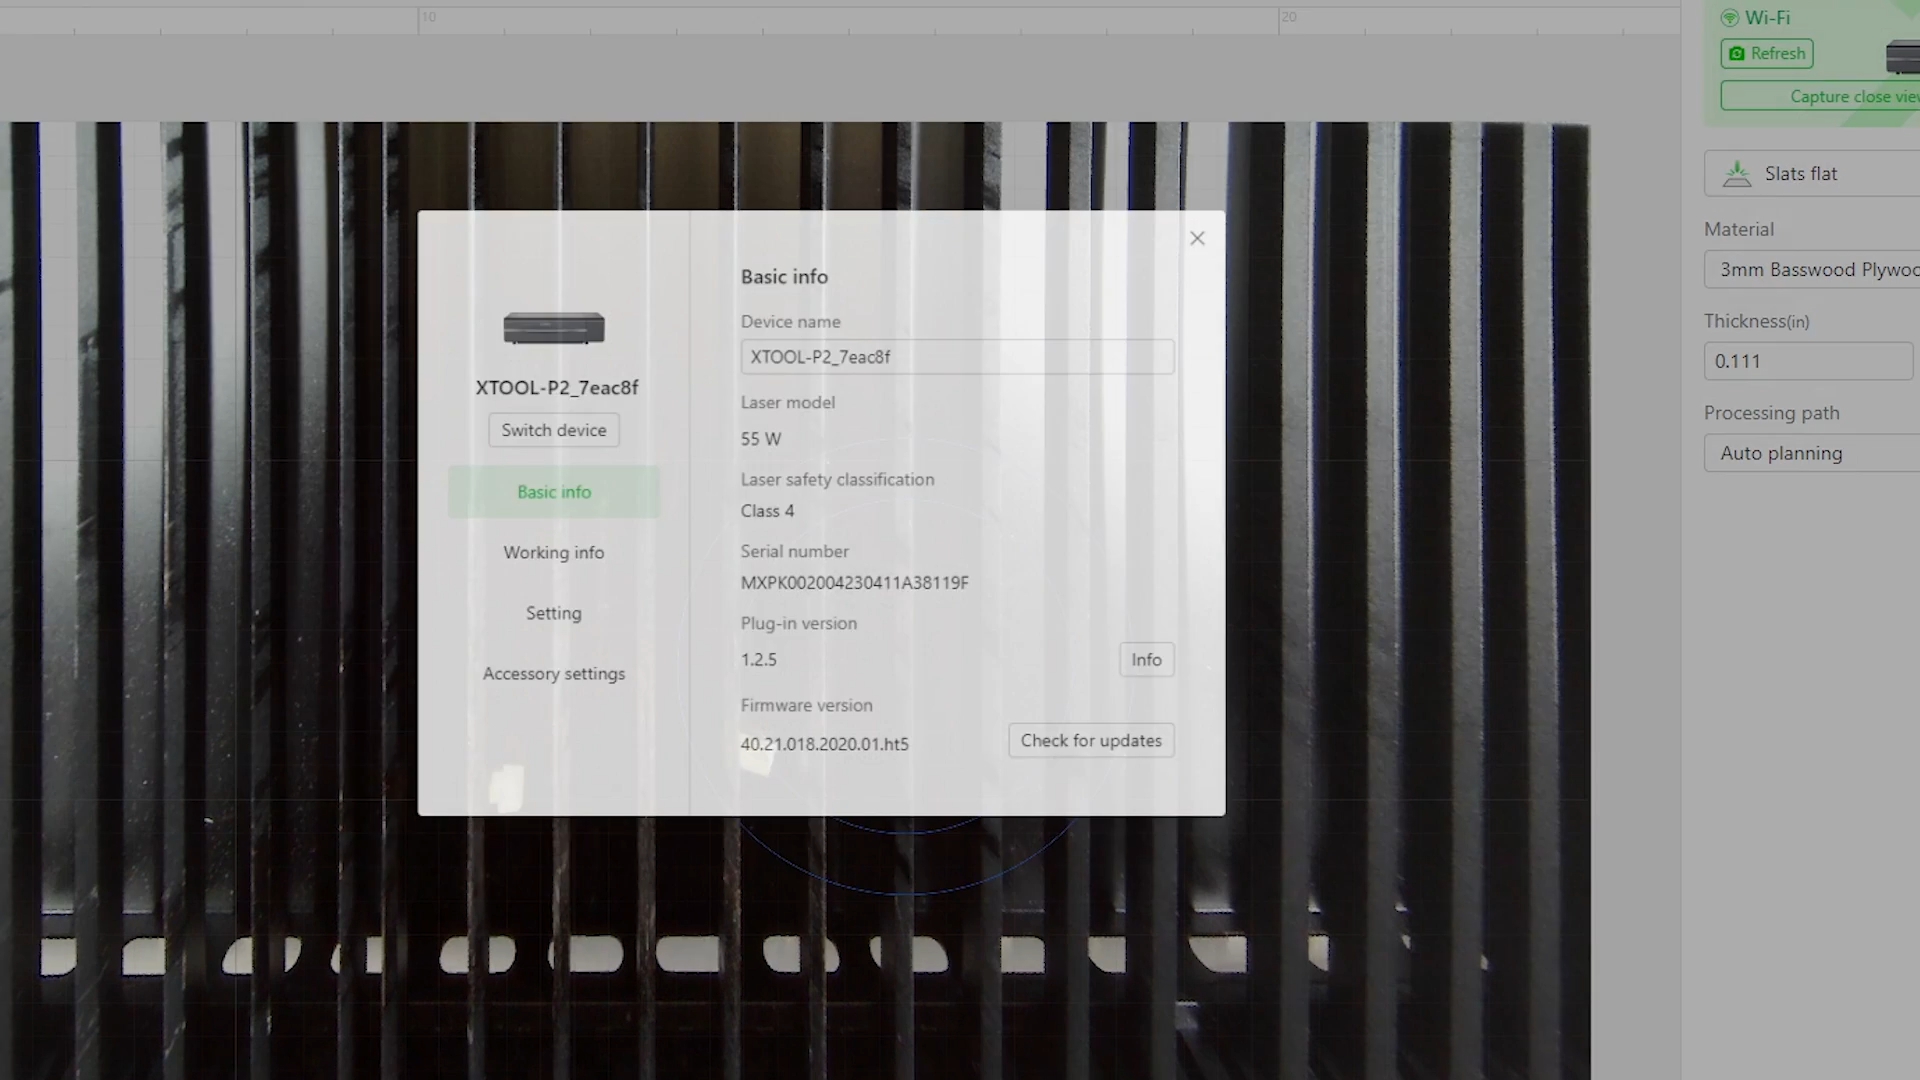 10
20
Wi-Fi
Refresh
Slats flat
Material
3mm Basswood
Thickness(in)
0.111
Processing path
Auto planning
Capture close
XTOOL-P2_7eac8f
Switch device
Basic info
Working info
Setting
Accessory settings
Basic info
Device name
XTOOL-P2_7eac8f
Laser model
55 W
Laser safety classification
Class 4
Serial number
MXPK002004230411A38119F
Plug-in version
1.2.5
Info
Firmware version
40.21.018.2020.01.ht5
Check for updates